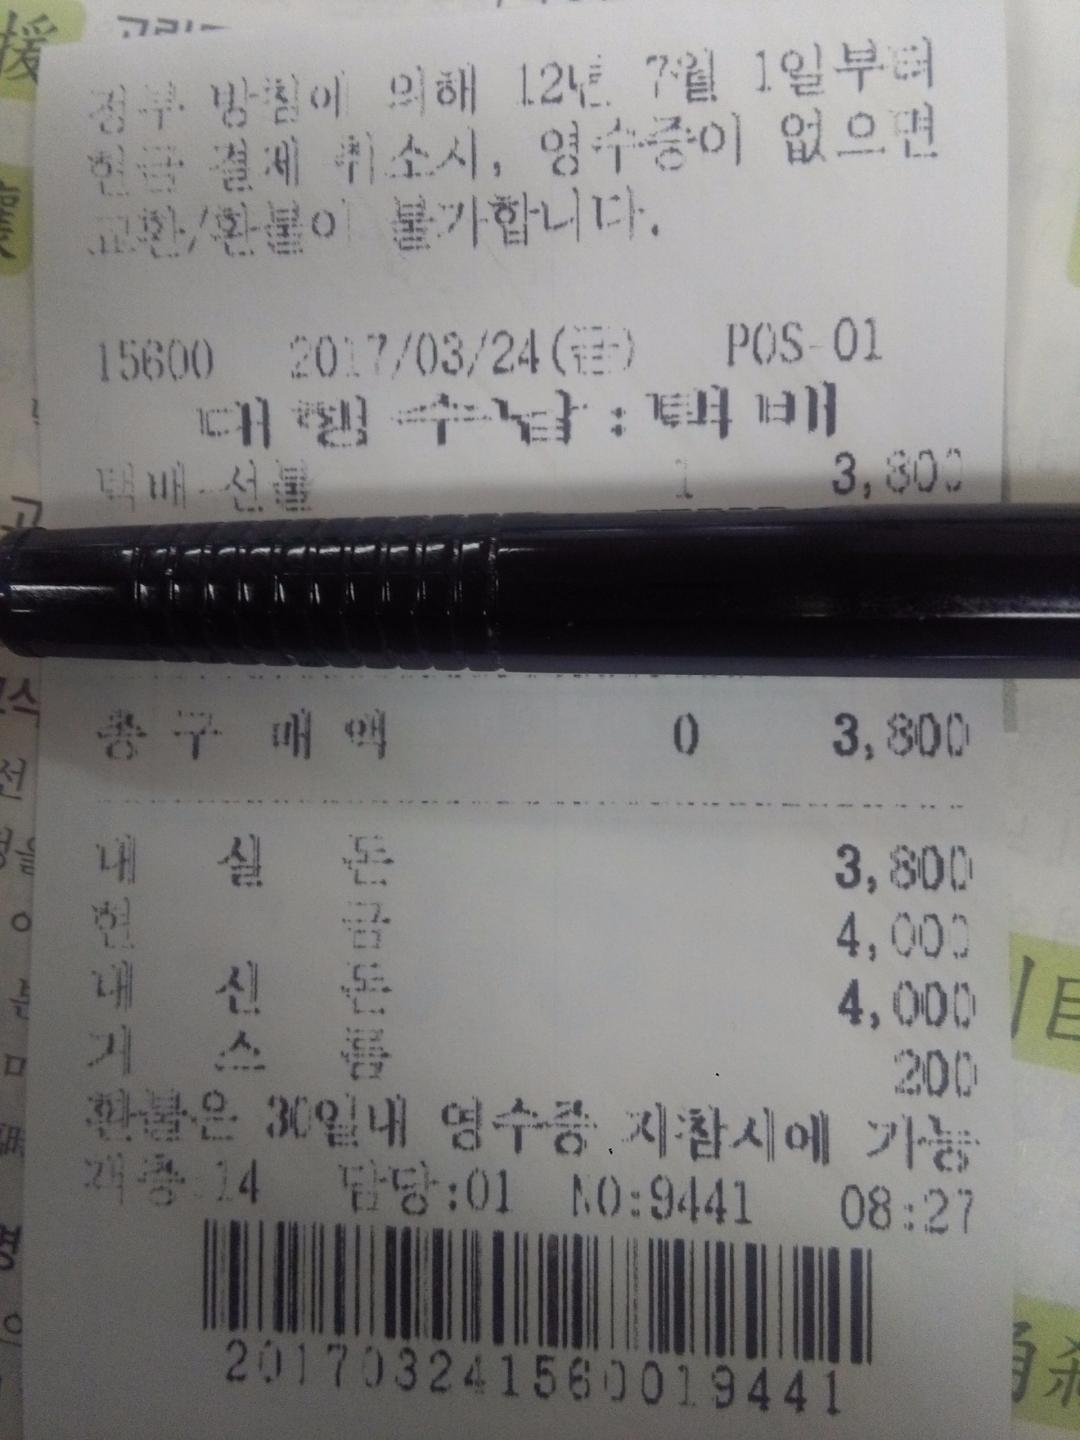 정부 방침에 의해 12년 7월 1일부터
현금 결제 취소시, 영수증이 없으면
교환/환불이 불가합니다.
15600 2017/03/24(금) POS-01
대행수납:택배
택배-선불 1 3,800
총 구 매 액 0 3,800
내 실 돈 3,800
현 금 4,000
내 신 돈 4,000
거 스 름 200
환불은 30일내 영수증 지참시에 가능
객층:14 담당:01 NO:9441 08:27
201703241560019441